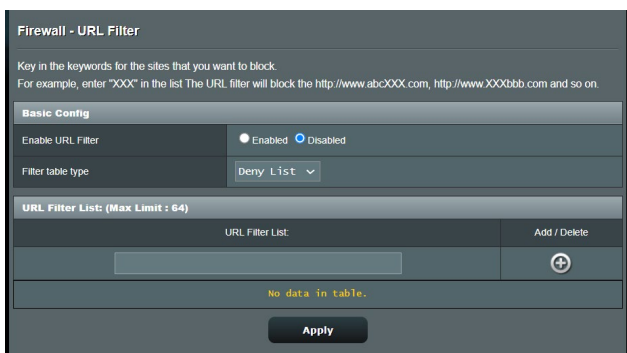 Firewall - URL Filter
Key in the keywords for the sites that you want to block.
For example, enter "XXX" in the list The URL filter will block the http://www.abcXXX.com, http://www.XXXbbb.com and so on.
Basic Config
Enable URL Filter Enabled Disabled
Filter table type Deny List
URL Filter List: (Max Limit : 64)
URL Filter List: Add / Delete
No data in table.
Apply